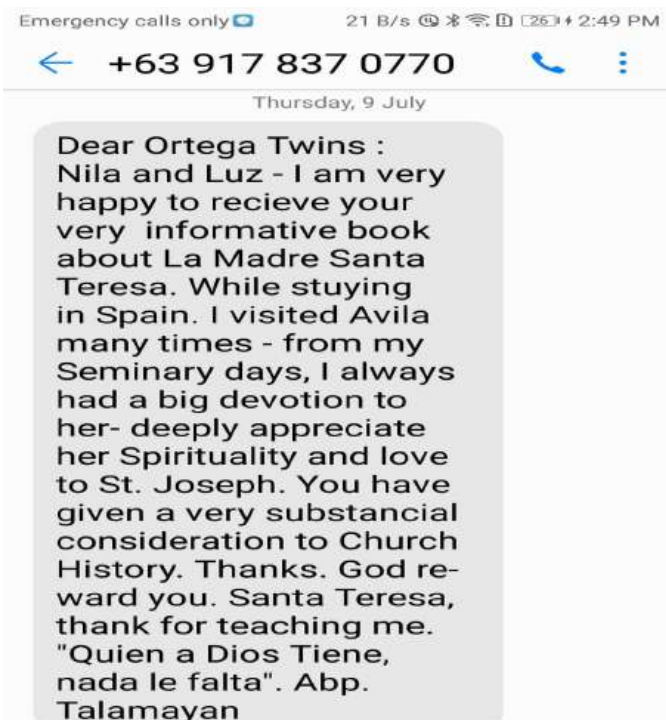 Emergency calls only 21 B/s 26 2:49 PM
+63 917 837 0770
Thursday, 9 July
Dear Ortega Twins :
Nila and Luz - I am very
happy to recieve your
very informative book
about La Madre Santa
Teresa. While stuying
in Spain. I visited Avila
many times - from my
Seminary days, I always
had a big devotion to
her- deeply appreciate
her Spirituality and love
to St. Joseph. You have
given a very substancial
consideration to Church
History. Thanks. God re-
ward you. Santa Teresa,
thank for teaching me.
"Quien a Dios Tiene,
nada le falta". Abp.
Talamayan